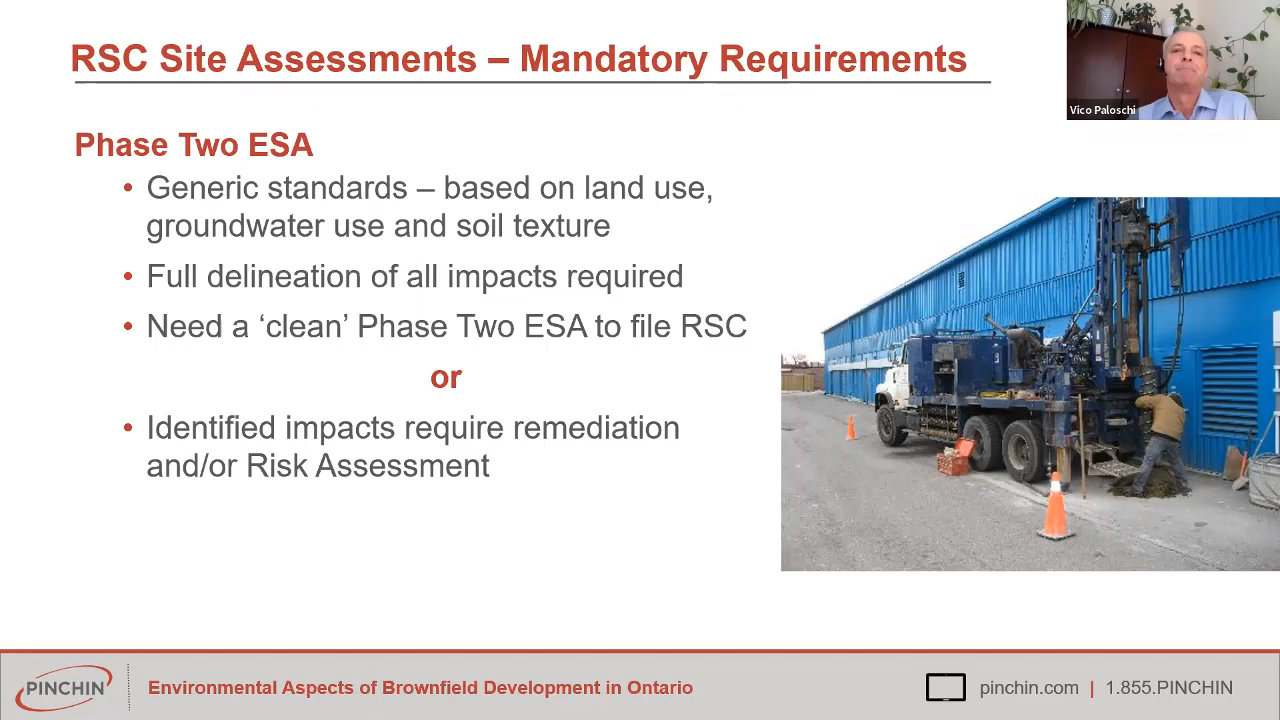 RSC Site Assessments – Mandatory Requirements
Vico Paloschi
Phase Two ESA
• Generic standards – based on land use,
groundwater use and soil texture
• Full delineation of all impacts required
• Need a ‘clean’ Phase Two ESA to file RSC
or
• Identified impacts require remediation
and/or Risk Assessment
PINCHIN
Environmental Aspects of Brownfield Development in Ontario
pinchin.com | 1.855.PINCHIN